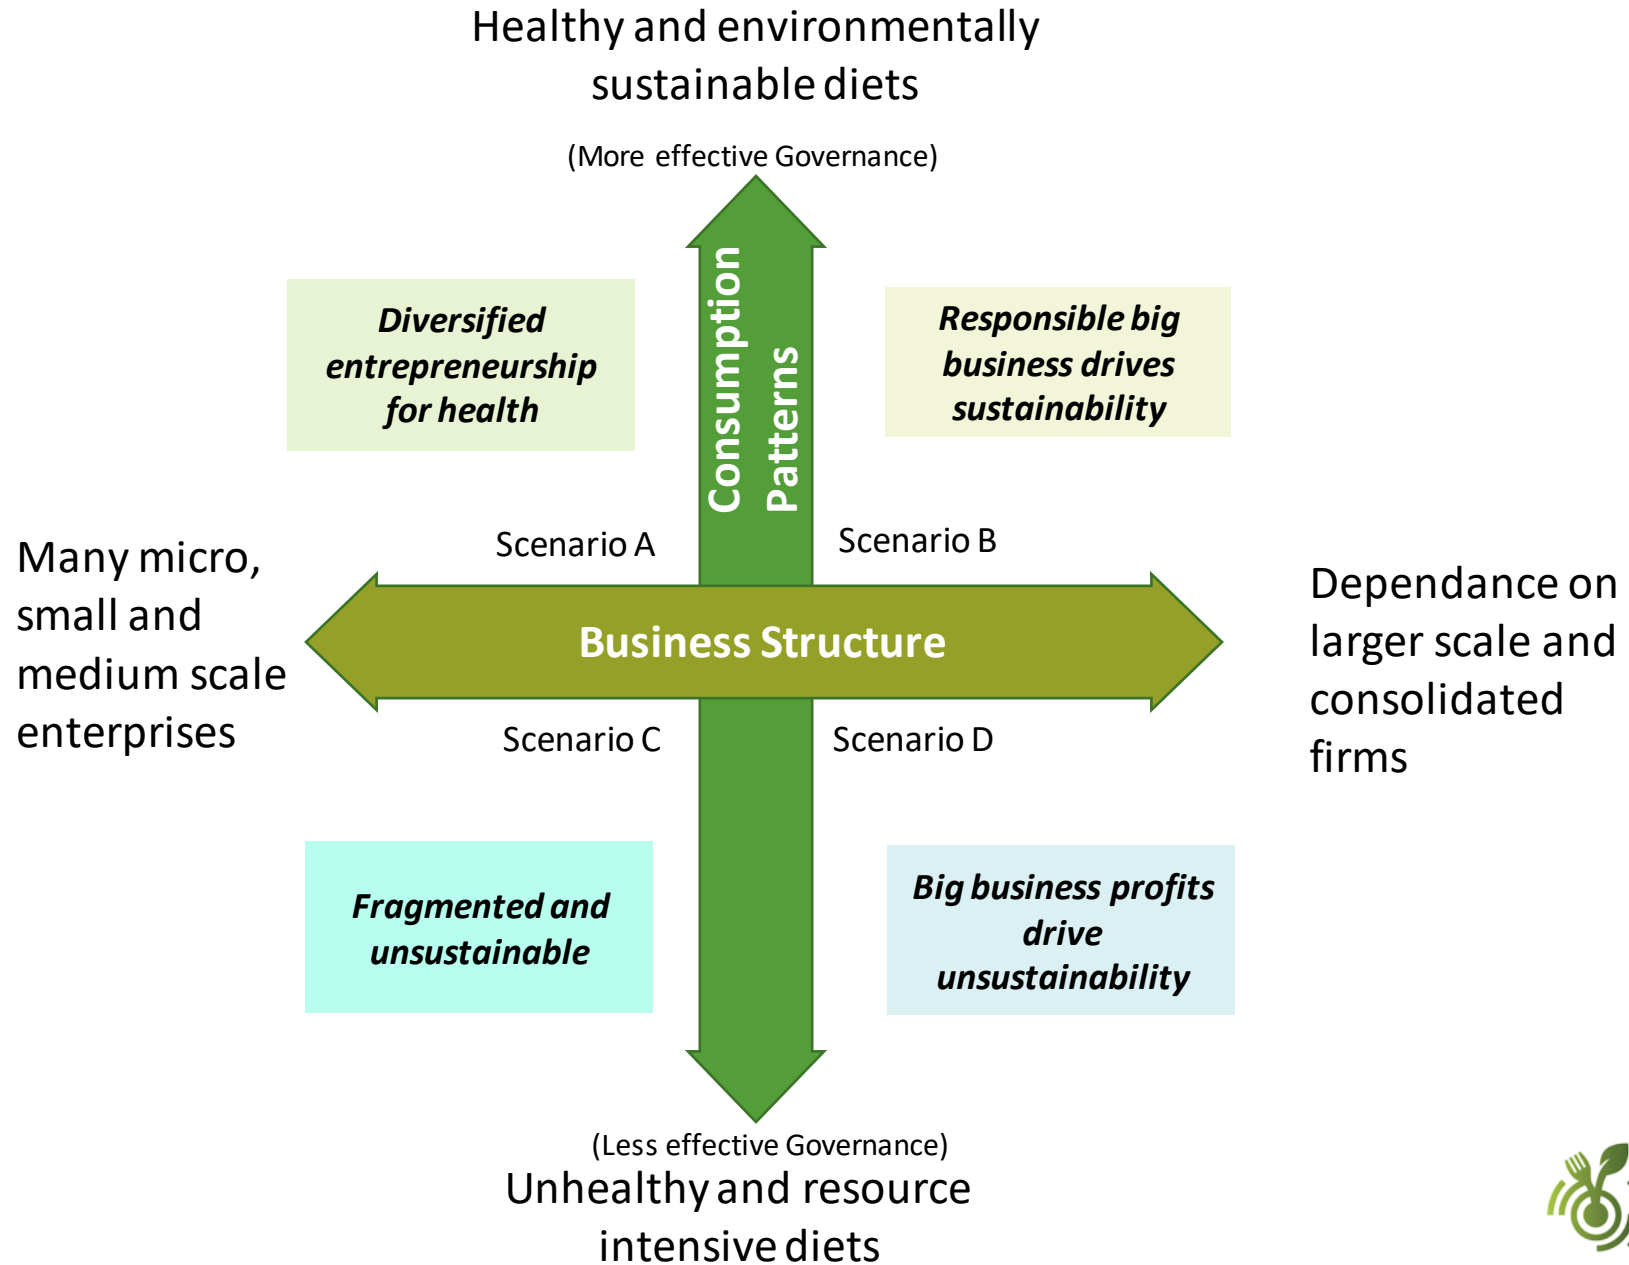 Healthy and environmentally
sustainable diets
(More effective Governance)
Consumption
Patterns
Diversified
entrepreneurship
for health
Responsible big
business drives
sustainability
Scenario A
Scenario B
Many micro,
small and
medium scale
enterprises
Business Structure
Dependance on
larger scale and
consolidated
firms
Scenario C
Scenario D
Fragmented and
unsustainable
Big business profits
drive
unsustainability
(Less effective Governance)
Unhealthy and resource
intensive diets